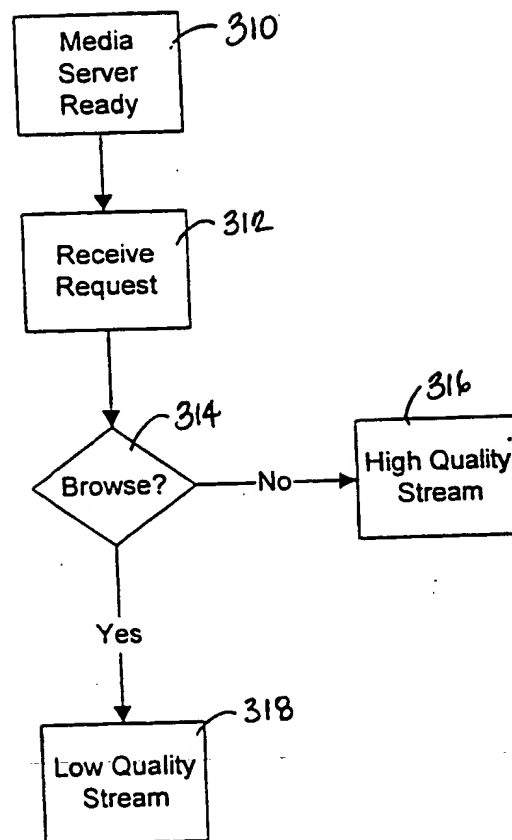 Media
Server
Ready
310
Receive
Request
312
314
Browse?
No
316
High Quality
Stream
Yes
318
Low Quality
Stream